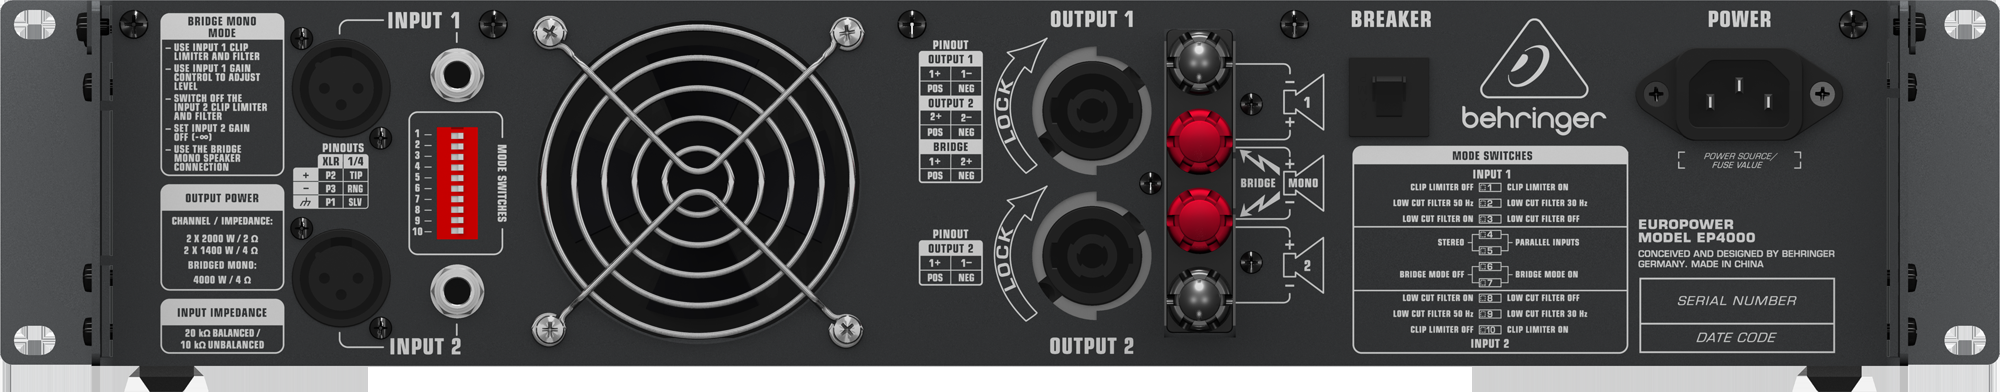 BRIDGE MONO
MODE
– USE INPUT 1 CLIP
LIMITER AND FILTER
– USE INPUT 1 GAIN
CONTROL TO ADJUST
LEVEL
– SWITCH OFF THE
INPUT 2 CLIP LIMITER
AND FILTER
– SET INPUT 2 GAIN
OFF (-∞)
– USE THE BRIDGE
MONO SPEAKER
CONNECTION
OUTPUT POWER
CHANNEL / IMPEDANCE:
2 X 2000 W / 2 Ω
2 X 1400 W / 4 Ω
BRIDGED MONO:
4000 W / 4 Ω
INPUT IMPEDANCE
20 kΩ BALANCED /
10 kΩ UNBALANCED
INPUT 1
PINOUTS
XLR 1/4
+ P2 TIP
– P3 RNG
P1 SLV
INPUT 2
1
2
3
4
5
6
7
8
9
10
MODE SWITCHES
OUTPUT 1
PINOUT
OUTPUT 1
1+ 1–
POS NEG
OUTPUT 2
2+ 2–
POS NEG
BRIDGE
1+ 2+
POS NEG
LOCK
PINOUT
OUTPUT 2
1+ 1–
POS NEG
LOCK
OUTPUT 2
–
1
+
BRIDGE MONO
+
2
–
BREAKER
behringer
POWER
POWER SOURCE/
FUSE VALUE
MODE SWITCHES
INPUT 1
CLIP LIMITER OFF 1 CLIP LIMITER ON
LOW CUT FILTER 50 Hz 2 LOW CUT FILTER 30 Hz
LOW CUT FILTER ON 3 LOW CUT FILTER OFF
STEREO 4 5 PARALLEL INPUTS
BRIDGE MODE OFF 6 7 BRIDGE MODE ON
LOW CUT FILTER ON 8 LOW CUT FILTER OFF
LOW CUT FILTER 50Hz 9 LOW CUT FILTER 30 Hz
CLIP LIMITER OFF 10 CLIP LIMITER ON
INPUT 2
EUROPOWER
MODEL EP4000
CONCEIVED AND DESIGNED BY BEHRINGER
GERMANY. MADE IN CHINA
SERIAL NUMBER
DATE CODE